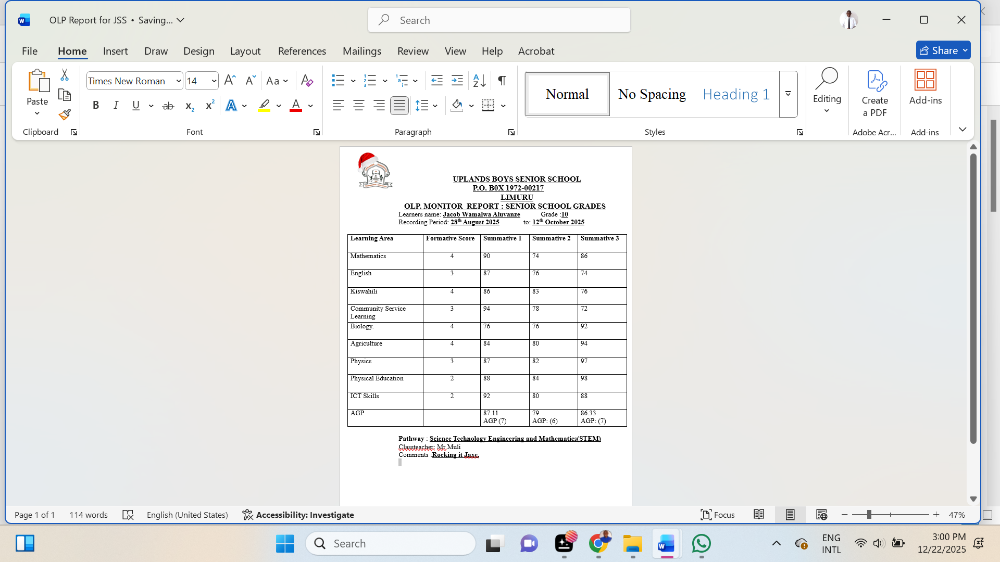 OLP Report for JSS • Saving...
Search
File Home Insert Draw Design Layout References Mailings Review View Help Acrobat
Share
Paste
Clipboard
Times New Roman 14
Aa
B I U ab x2 x2 A A
Font
Paragraph
Normal No Spacing Heading 1
Styles
Editing
Create a PDF
Adobe Acr...
Add-ins
Add-ins
UPLANDS BOYS SENIOR SCHOOL
P.O. B0X 1972-00217
LIMURU
OLP. MONITOR REPORT : SENIOR SCHOOL GRADES
Learners name: Jacob Wamalwa Aluvanze Grade :10
Recording Period: 28th August 2025 to: 12th October 2025
Learning Area Formative Score Summative 1 Summative 2 Summative 3
Mathematics 4 90 74 86
English 3 87 76 74
Kiswahili 4 86 83 76
Community Service Learning 3 94 78 72
Biology. 4 76 76 92
Agriculture 4 84 80 94
Physics 3 87 82 97
Physical Education 2 88 84 98
ICT Skills 2 92 80 88
AGP 87.11 79 86.33
AGP (7) AGP: (6) AGP: (7)
Pathway : Science Technology Engineering and Mathematics(STEM)
Classteacher: Mr Muli
Comments :Rocking it Jaxe.
Page 1 of 1 114 words English (United States) Accessibility: Investigate
Focus 47%
Search
ENG
INTL
3:00 PM
12/22/2025